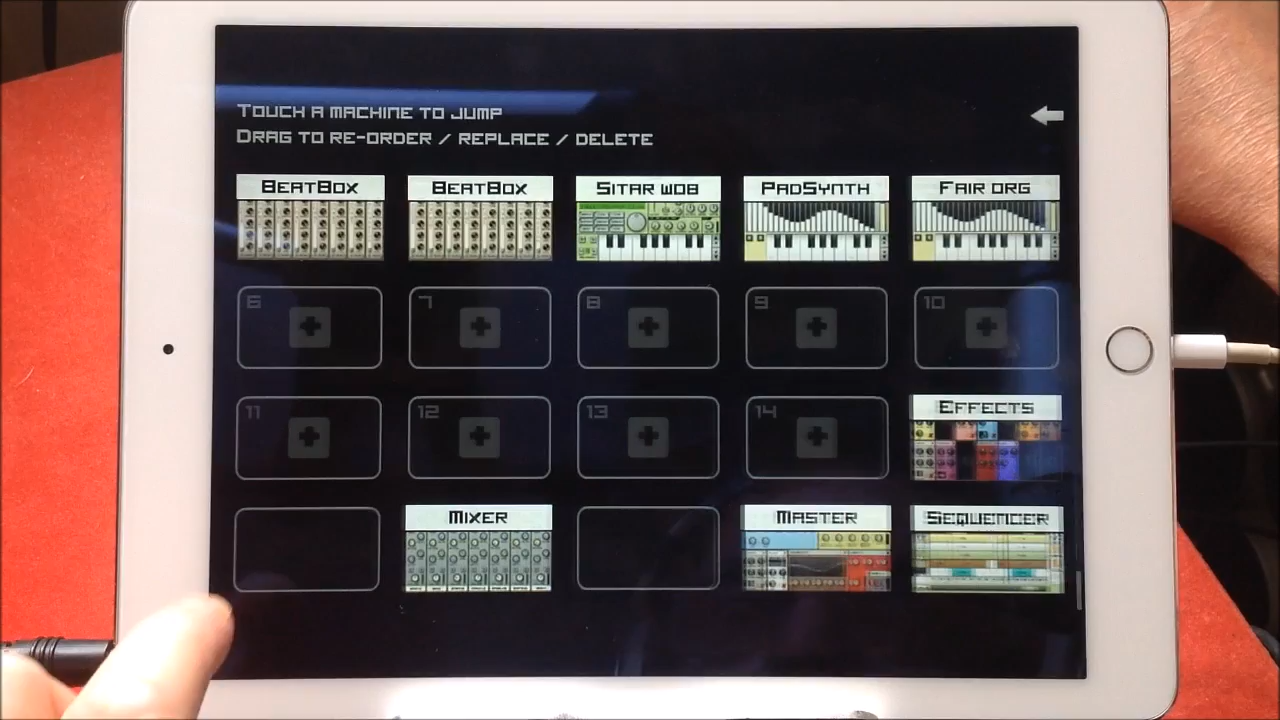 Touch a machine to jump
Drag to re-order / replace / delete
BeatBox BeatBox Sitar wob PadSynth Fair org
6 7 8 9 10
11 12 13 14 Effects
Mixer Master Sequencer